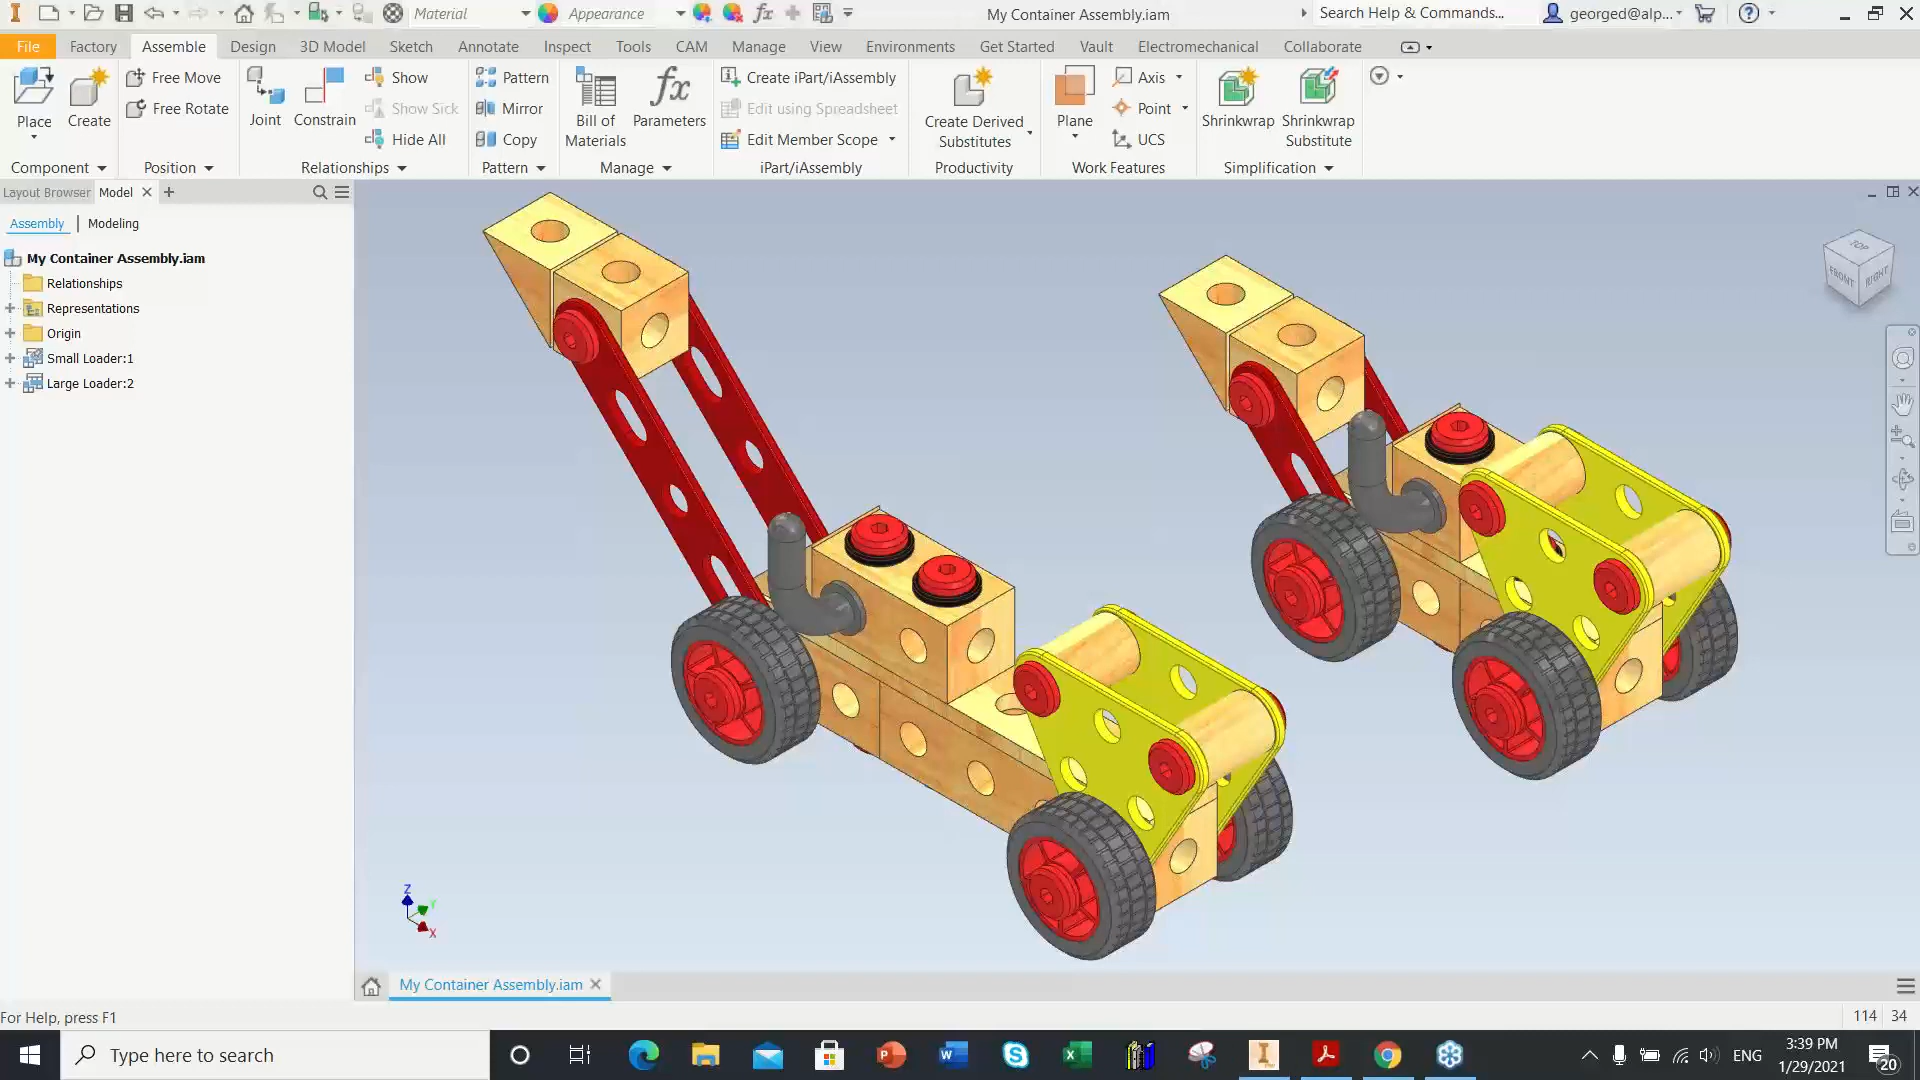 Material
Appearance
My Container Assembly.iam
Search Help & Commands...
georged@alp...
File
Factory
Assemble
Design
3D Model
Sketch
Annotate
Inspect
Tools
CAM
Manage
View
Environments
Get Started
Vault
Electromechanical
Collaborate
Place
Create
Free Move
Free Rotate
Joint
Constrain
Show
Show Sick
Hide All
Pattern
Mirror
Copy
Bill of
Materials
Parameters
Create iPart/iAssembly
Edit using Spreadsheet
Edit Member Scope
Create Derived
Substitutes
Plane
Axis
Point
UCS
Shrinkwrap
Shrinkwrap
Substitute
Component
Position
Relationships
Pattern
Manage
iPart/iAssembly
Productivity
Work Features
Simplification
Layout Browser
Model
Assembly
Modeling
My Container Assembly.iam
Relationships
Representations
Origin
Small Loader:1
Large Loader:2
TOP
FRONT
RIGHT
Z
Y
X
My Container Assembly.iam
For Help, press F1
114
34
Type here to search
ENG
3:39 PM
1/29/2021
20